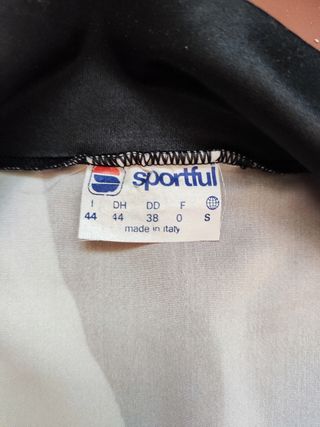 sportful
I DH DD F
44 44 38 0 S
made in italy